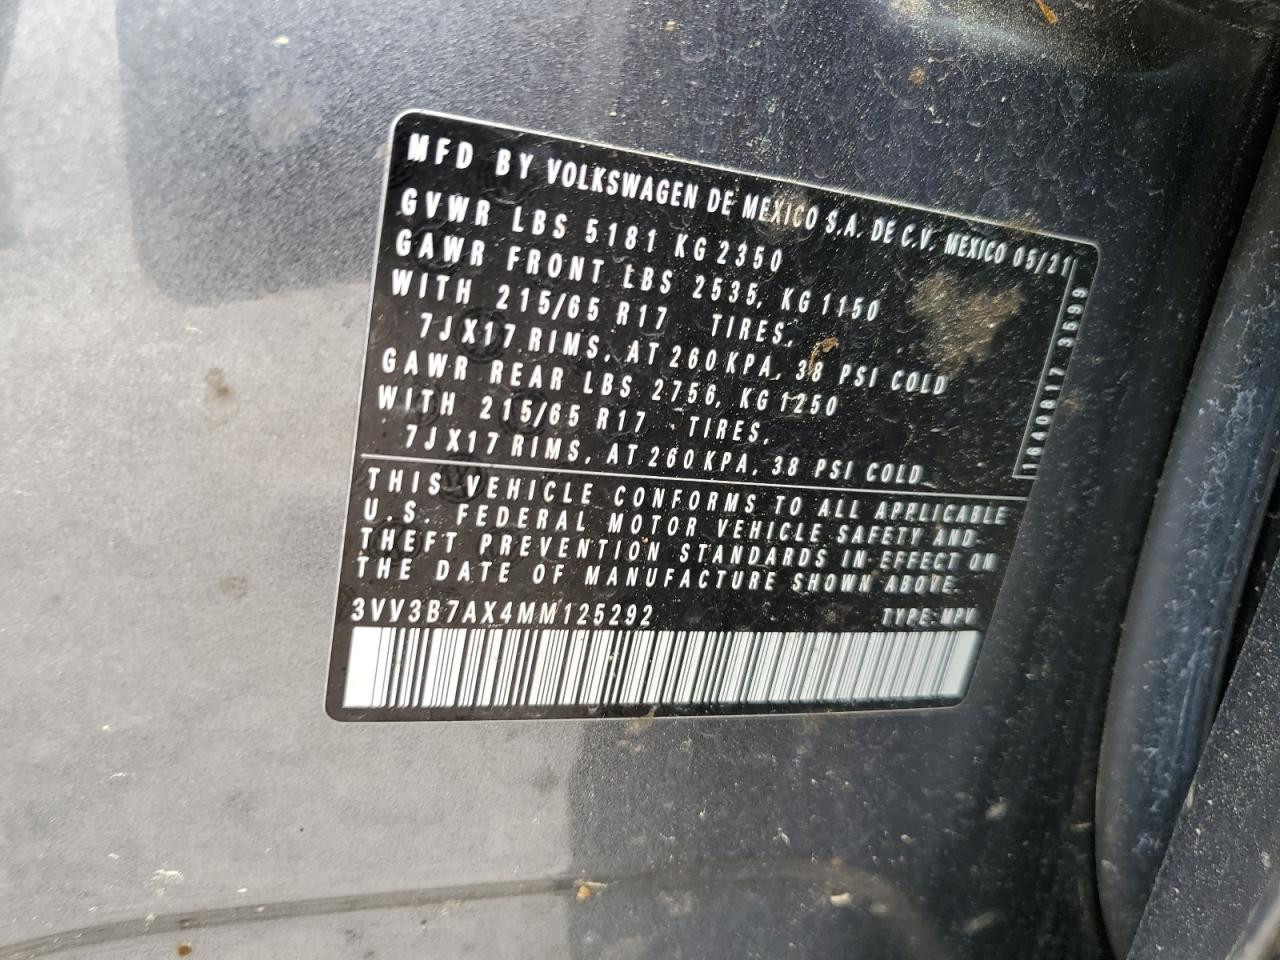 MFD BY VOLKSWAGEN DE MEXICO S.A. DE C.V. MEXICO 05/21
GVWR LBS 5181 KG 2350
GAWR FRONT LBS 2535, KG 1150
WITH 215/65 R17 TIRES,
7JX17 RIMS, AT 260 KPA, 38 PSI COLD
GAWR REAR LBS 2756, KG 1250
WITH 215/65 R17 TIRES,
7JX17 RIMS, AT 260 KPA, 38 PSI COLD
THIS VEHICLE CONFORMS TO ALL APPLICABLE
U.S. FEDERAL MOTOR VEHICLE SAFETY AND
THEFT PREVENTION STANDARDS IN EFFECT ON
THE DATE OF MANUFACTURE SHOWN ABOVE.
3VV3B7AX4MM125292 TYPE: MPV